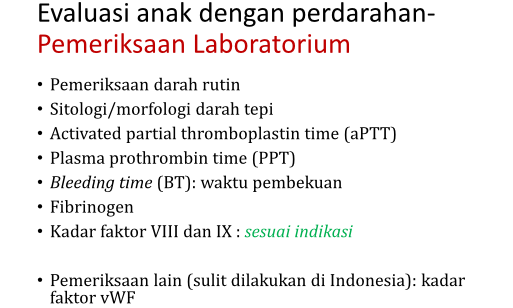 Evaluasi anak dengan perdarahan-
Pemeriksaan Laboratorium
• Pemeriksaan darah rutin
• Sitologi/morfologi darah tepi
• Activated partial thromboplastin time (aPTT)
• Plasma prothrombin time (PPT)
• Bleeding time (BT): waktu pembekuan
• Fibrinogen
• Kadar faktor VIII dan IX : sesuai indikasi
• Pemeriksaan lain (sulit dilakukan di Indonesia): kadar
faktor vWF